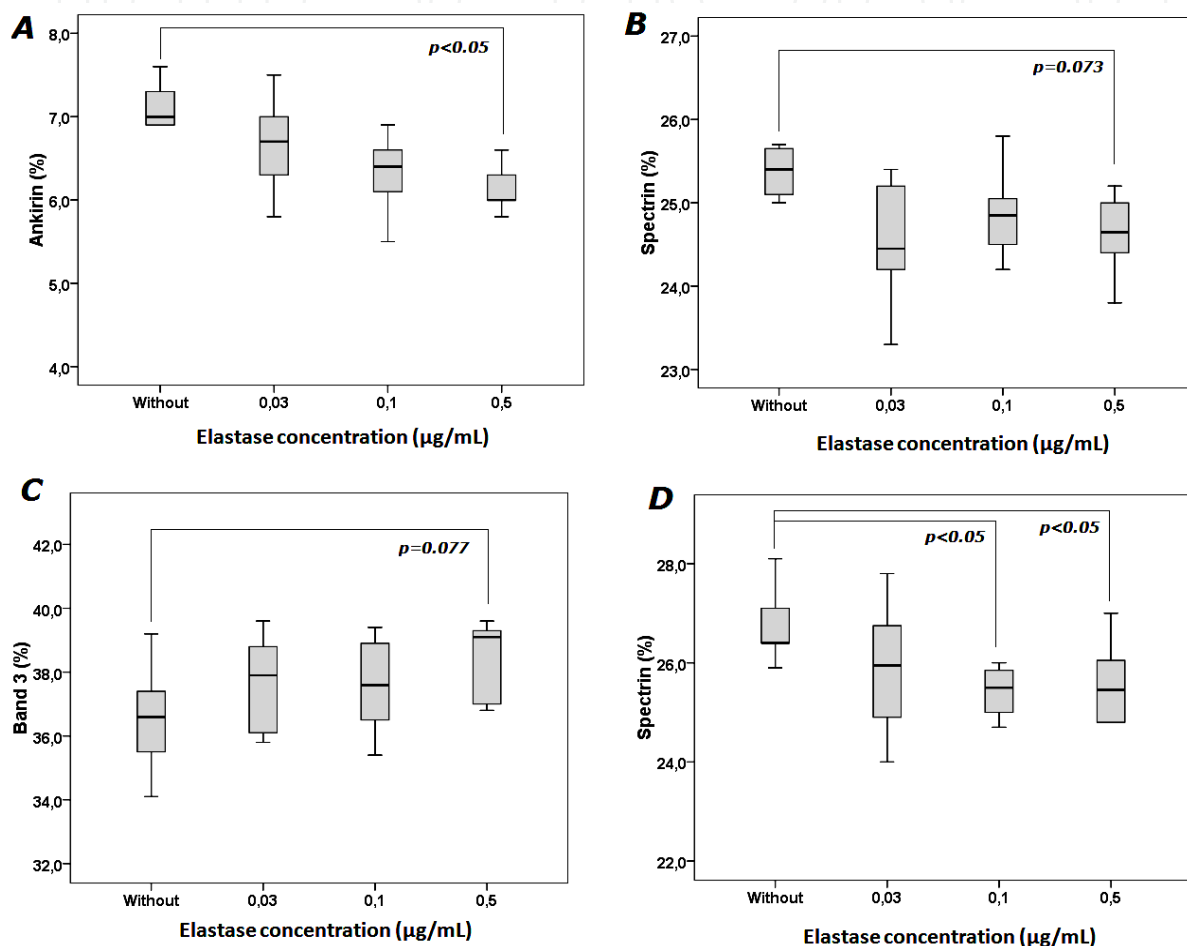 A
8,0
7,0
6,0
5,0
4,0
Ankirin (%)
p<0.05
Without
0,03
0,1
0,5
Elastase concentration (µg/mL)
B
27,0
26,0
25,0
24,0
23,0
Spectrin (%)
p=0.073
Without
0,03
0,1
0,5
Elastase concentration (µg/mL)
C
42,0
40,0
38,0
36,0
34,0
32,0
Band 3 (%)
p=0.077
Without
0,03
0,1
0,5
Elastase concentration (µg/mL)
D
28,0
26,0
24,0
22,0
Spectrin (%)
p<0.05
p<0.05
Without
0,03
0,1
0,5
Elastase concentration (µg/mL)